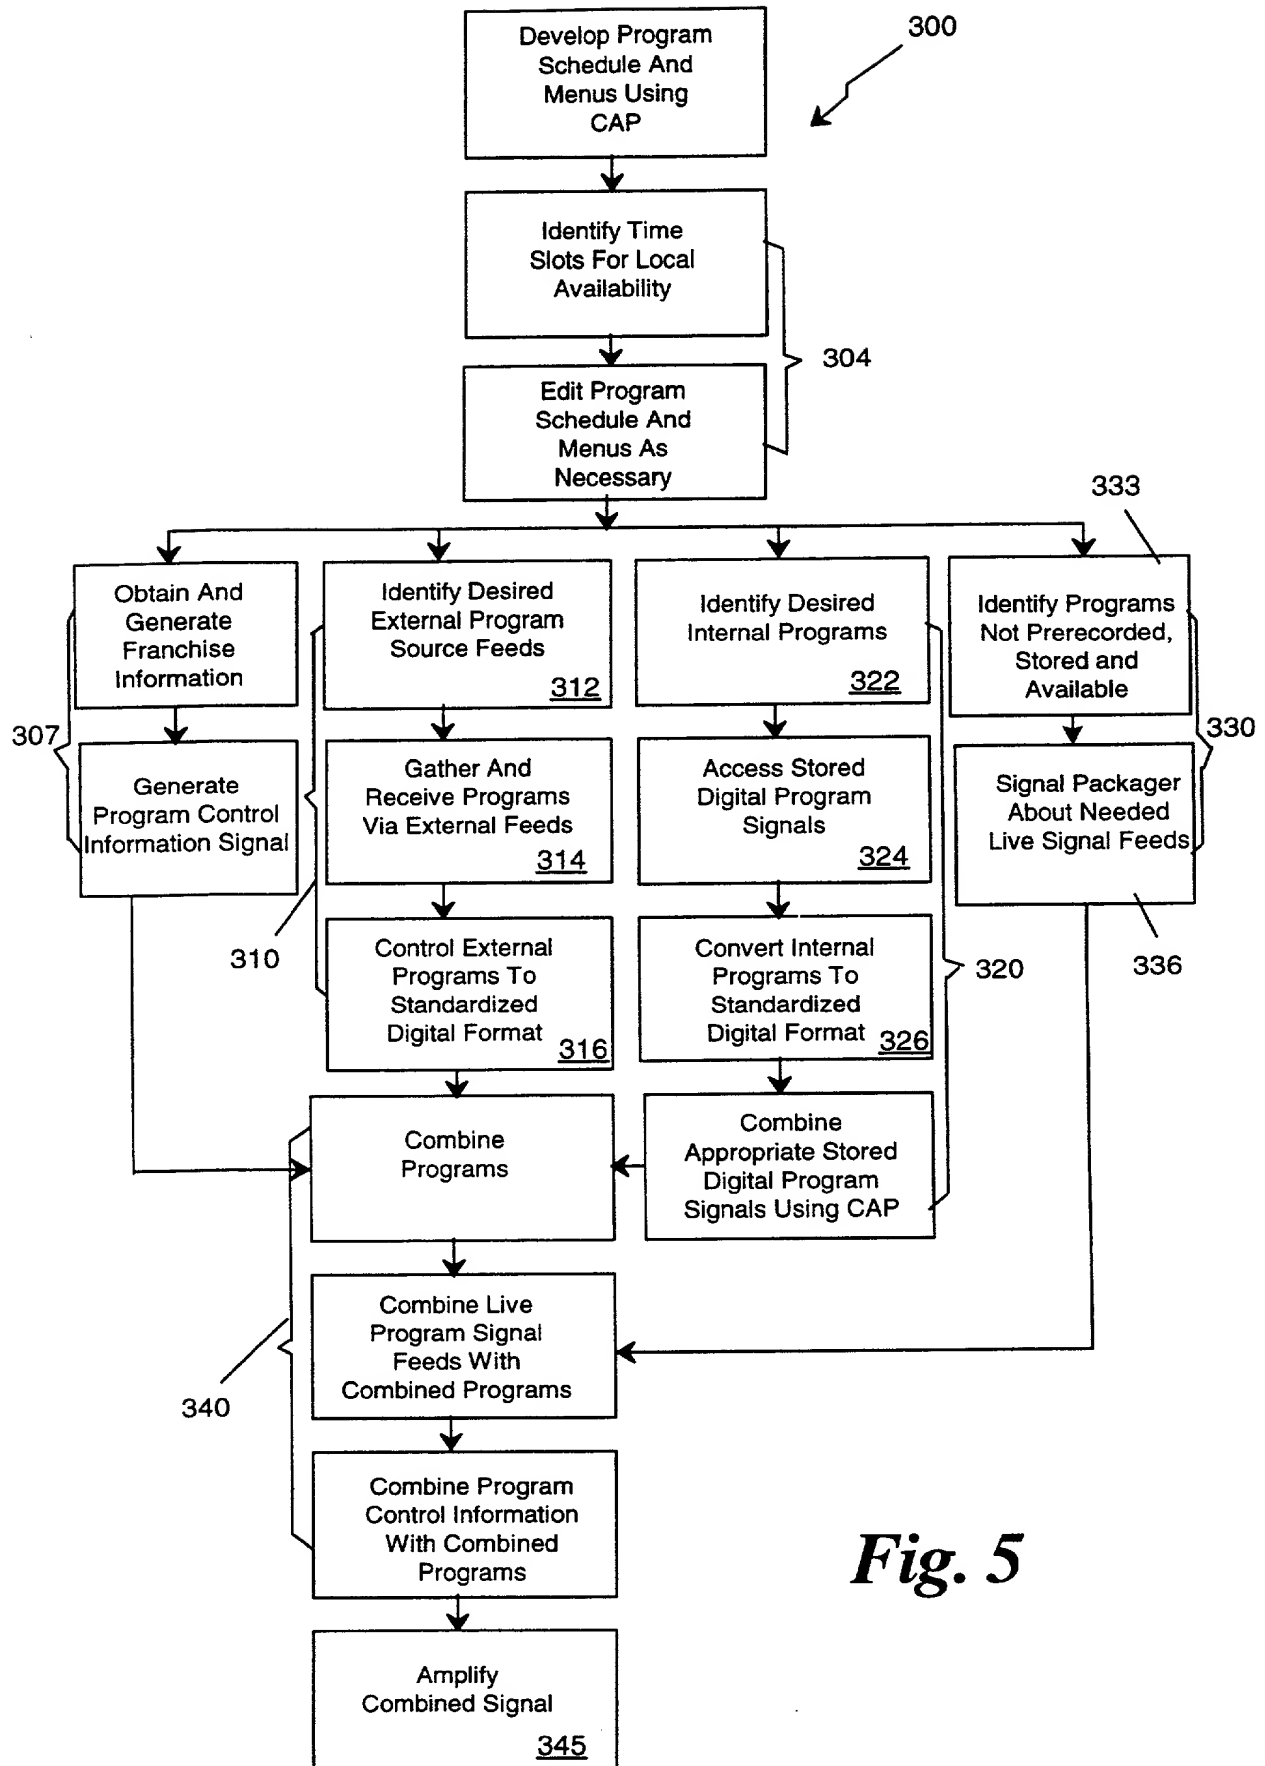 Develop Program
Schedule And
Menus Using
CAP
300
Identify Time
Slots For Local
Availability
304
Edit Program
Schedule And
Menus As
Necessary
333
Obtain And
Generate
Franchise
Information
307
Generate
Program Control
Information Signal
Identify Desired
External Program
Source Feeds
312
Gather And
Receive Programs
Via External Feeds
314
310
Control External
Programs To
Standardized
Digital Format
316
Identify Desired
Internal Programs
322
Access Stored
Digital Program
Signals
324
Convert Internal
Programs To
Standardized
Digital Format
326
320
Combine
Appropriate Stored
Digital Program
Signals Using CAP
Identify Programs
Not Prerecorded,
Stored and
Available
330
Signal Packager
About Needed
Live Signal Feeds
336
Combine
Programs
Combine Live
Program Signal
Feeds With
Combined Programs
340
Combine Program
Control Information
With Combined
Programs
Amplify
Combined Signal
345
Fig. 5